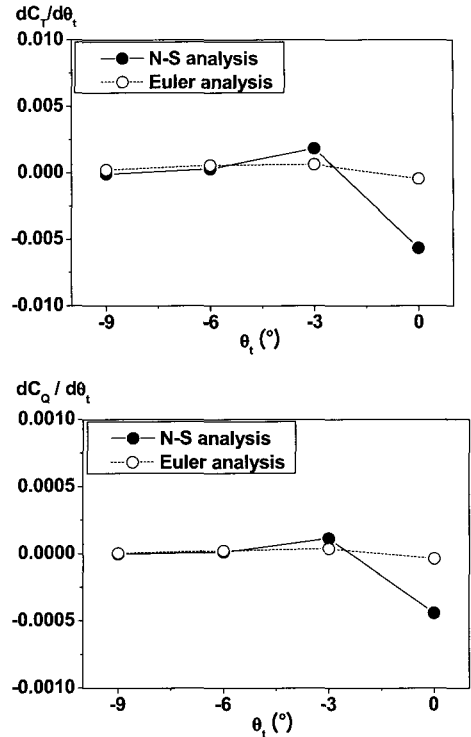 dC_T/dθ_t
0.010
N-S analysis
Euler analysis
0.005
0.000
-0.005
-0.010
-9 -6 -3 0
θ_t (°)
dC_Q / dθ_t
0.0010
N-S analysis
Euler analysis
0.0005
0.0000
-0.0005
-0.0010
-9 -6 -3 0
θ_t (°)